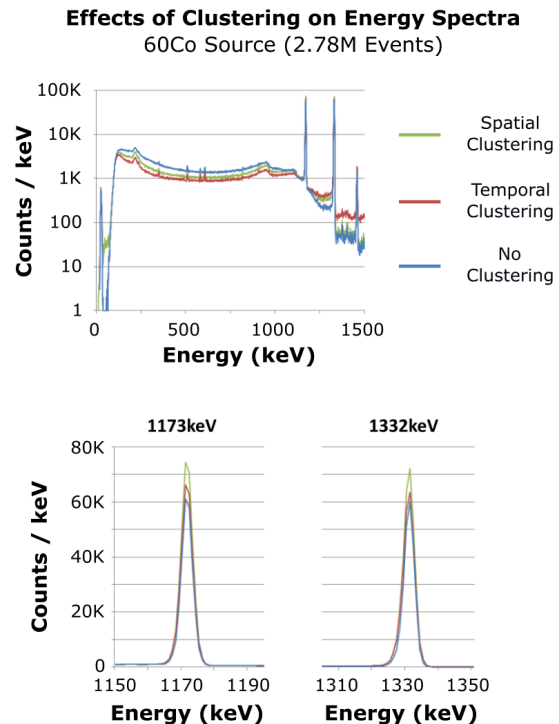 Effects of Clustering on Energy Spectra
60Co Source (2.78M Events)
100K
10K
1K
100
10
1
Counts / keV
0
500
1000
1500
Energy (keV)
Spatial
Clustering
Temporal
Clustering
No
Clustering
1173keV
1332keV
80K
60K
40K
20K
0
Counts / keV
1150
1170
1190
1310
1330
1350
Energy (keV)
Energy (keV)